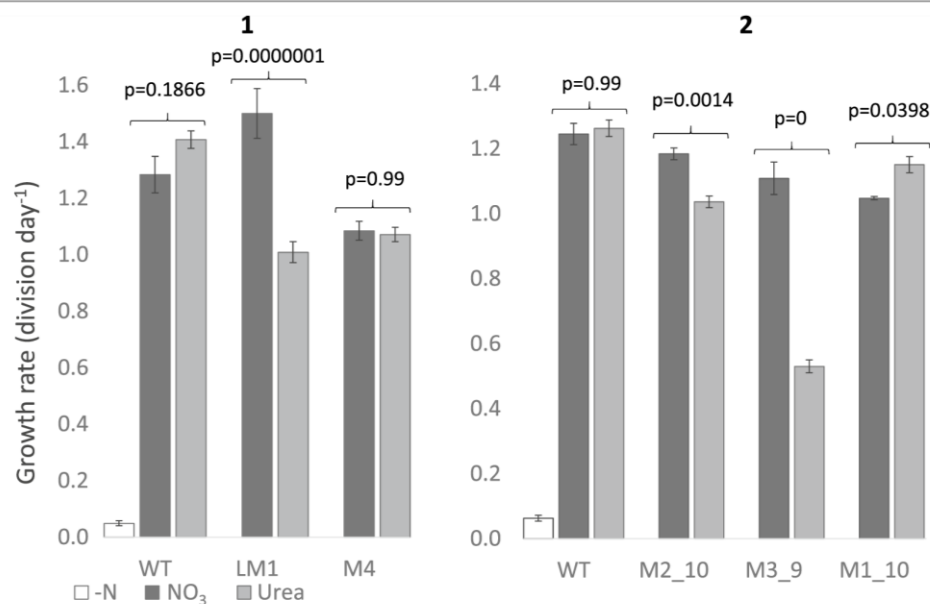 1
p=0.1866
p=0.0000001
p=0.99
Growth rate (division day-1)
1.6
1.4
1.2
1.0
0.8
0.6
0.4
0.2
0.0
WT LM1 M4
-N NO3 Urea
2
p=0.99
p=0.0014
p=0
p=0.0398
1.4
1.2
1.0
0.8
0.6
0.4
0.2
0.0
WT M2_10 M3_9 M1_10